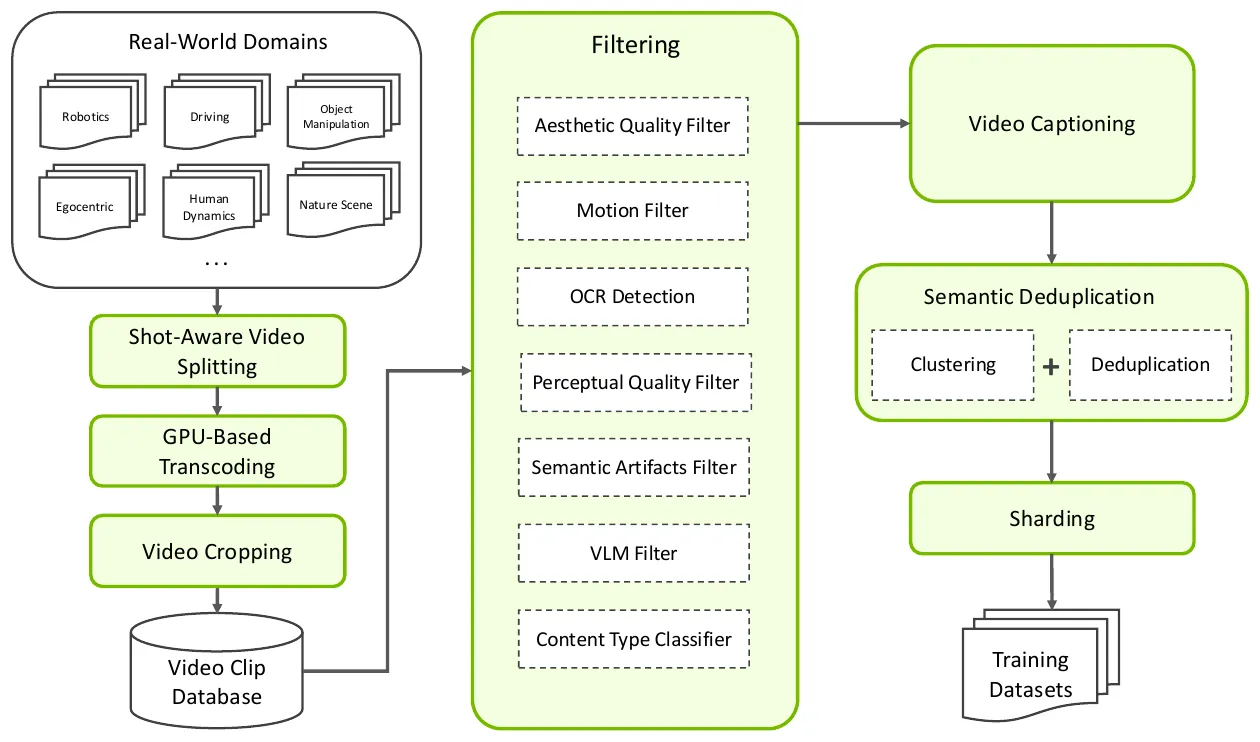 Real-World Domains
Robotics
Driving
Object
Manipulation
Egocentric
Human
Dynamics
Nature Scene
...
Shot-Aware Video
Splitting
GPU-Based
Transcoding
Video Cropping
Video Clip
Database
Filtering
Aesthetic Quality Filter
Motion Filter
OCR Detection
Perceptual Quality Filter
Semantic Artifacts Filter
VLM Filter
Content Type Classifier
Video Captioning
Semantic Deduplication
Clustering
+
Deduplication
Sharding
Training
Datasets